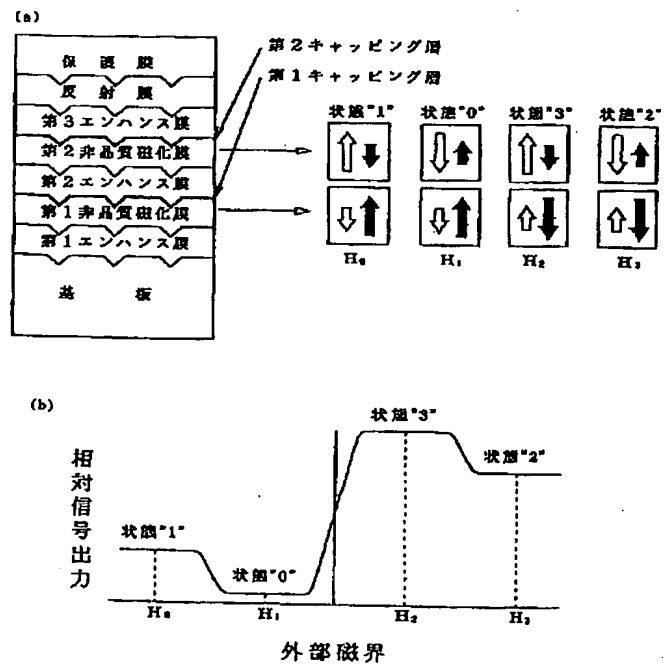 (a)
保護膜
反射膜
第3エンハンス膜
第2非晶質磁化膜
第2エンハンス膜
第1非晶質磁化膜
第1エンハンス膜
基板
第2キャッピング層
第1キャッピング層
状態"1" 状態"0" 状態"3" 状態"2"
H₀ H₁ H₂ H₃
(b)
相対信号出力
状態"1"
状態"0"
状態"3"
状態"2"
H₀ H₁ H₂ H₃
外部磁界